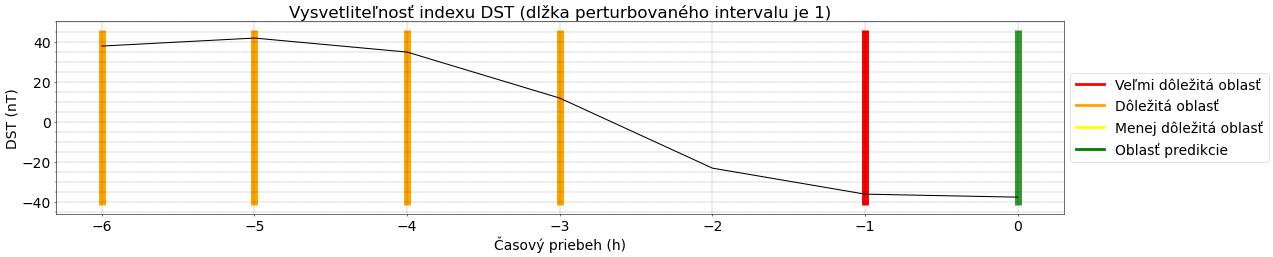 Vysvetliteľnosť indexu DST (dlžka perturbovaného intervalu je 1)
DST (nT)
40
20
0
−20
−40
−6 −5 −4 −3 −2 −1 0
Časový priebeh (h)
Veľmi dôležitá oblasť
Dôležitá oblasť
Menej dôležitá oblasť
Oblasť predikcie